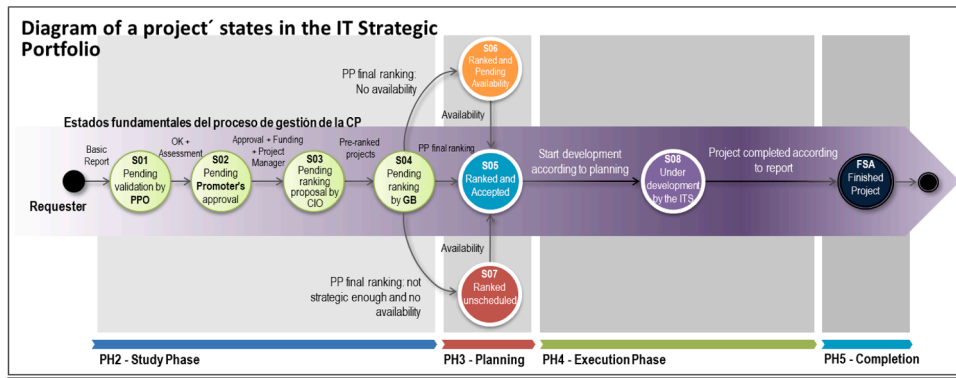 Diagram of a project´ states in the IT Strategic
Portfolio
Estados fundamentales del proceso de gestión de la CP
Requester
Basic
Report
S01
Pending
validation by
PPO
OK +
Assessment
S02
Pending
Promoter's
approval
Approval + Funding
+ Project
Manager
S03
Pending
ranking
proposal by
CIO
Pre-ranked
projects
S04
Pending
ranking
by GB
PP final ranking:
No availability
PP final ranking
PP final ranking: not
strategic enough and no
availability
S06
Ranked and
Pending
Availability
Availability
S05
Ranked and
Accepted
Availability
S07
Ranked
unscheduled
Start development
according to planning
S08
Under
development
by the ITS
Project completed according
to report
FSA
Finished
Project
PH2 - Study Phase
PH3 - Planning
PH4 - Execution Phase
PH5 - Completion